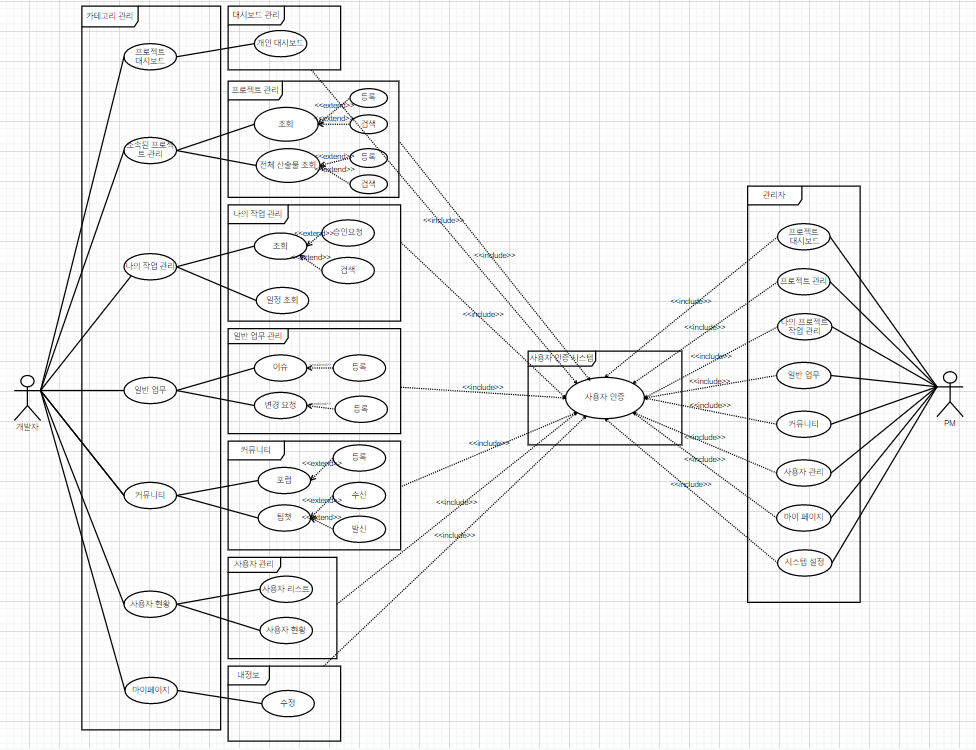 카테고리 관리
프로젝트
대시보드
소속된 프로젝
트 관리
나의 작업 관리
일반 업무
커뮤니티
사용자 현황
마이페이지
개발자
대시보드 관리
개인 대시보드
프로젝트 관리
조회
<<extend>>
등록
<<extend>>
검색
전체 산출물 조회
<<extend>>
등록
<<extend>>
검색
나의 작업 관리
조회
<<extend>>
승인요청
<<extend>>
검색
일정 조회
일반 업무 관리
이슈
<<extend>>
등록
변경 요청
<<extend>>
등록
커뮤니티
포럼
<<extend>>
등록
팀챗
<<extend>>
수신
<<extend>>
발신
사용자 관리
사용자 리스트
사용자 현황
내정보
수정
<<include>>
<<include>>
<<include>>
<<include>>
<<include>>
<<include>>
<<include>>
사용자 인증 시스템
사용자 인증
<<include>>
<<include>>
<<include>>
<<include>>
<<include>>
<<include>>
<<include>>
<<include>>
관리자
프로젝트
대시보드
프로젝트 관리
나의 프로젝트
작업 관리
일반 업무
커뮤니티
사용자 관리
마이 페이지
시스템 설정
PM